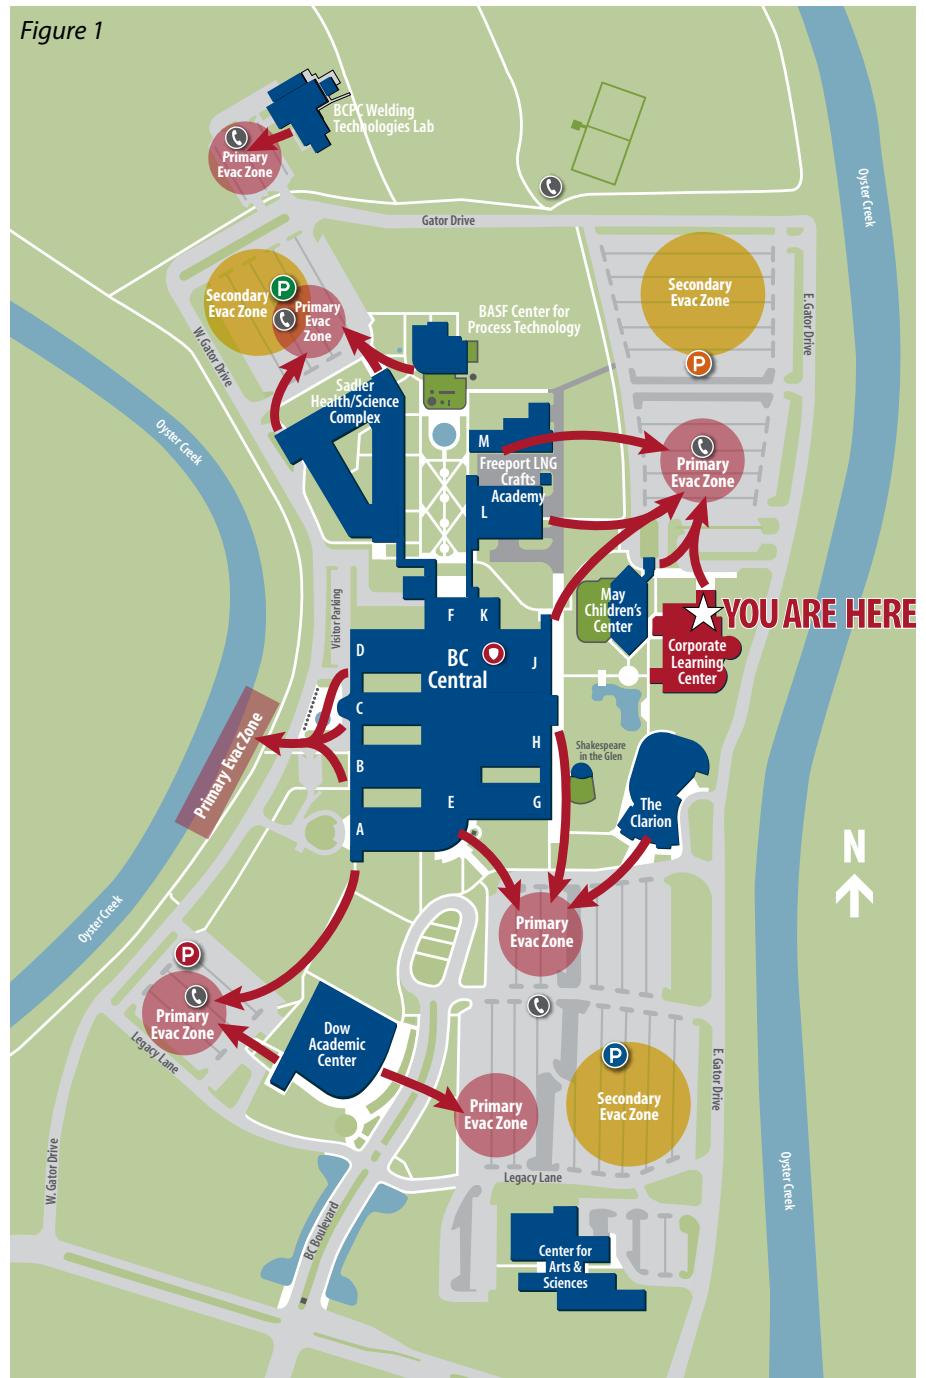 Figure 1
BCPC Welding
Technologies Lab
Primary
Evac Zone
Oyster Creek
Gator Drive
Secondary
Evac Zone
P
Primary
Evac
Zone
W. Gator Drive
BASF Center for
Process Technology
Secondary
Evac Zone
P
E. Gator Drive
Sadler
Health/Science
Complex
Oyster Creek
M
Freeport LNG
Crafts
Academy
L
Primary
Evac Zone
May
Children's
Center
YOU ARE HERE
Corporate
Learning
Center
Visitor Parking
F
K
D
BC
Central
J
C
H
B
E
G
A
Primary Evac Zone
Shakespeare
in the Glen
The
Clarion
N
Oyster Creek
Primary
Evac Zone
P
Primary
Evac Zone
Legacy Lane
Dow
Academic
Center
P
Primary
Evac Zone
Secondary
Evac Zone
E. Gator Drive
W. Gator Drive
Legacy Lane
Oyster Creek
BC Boulevard
Center for
Arts &
Sciences